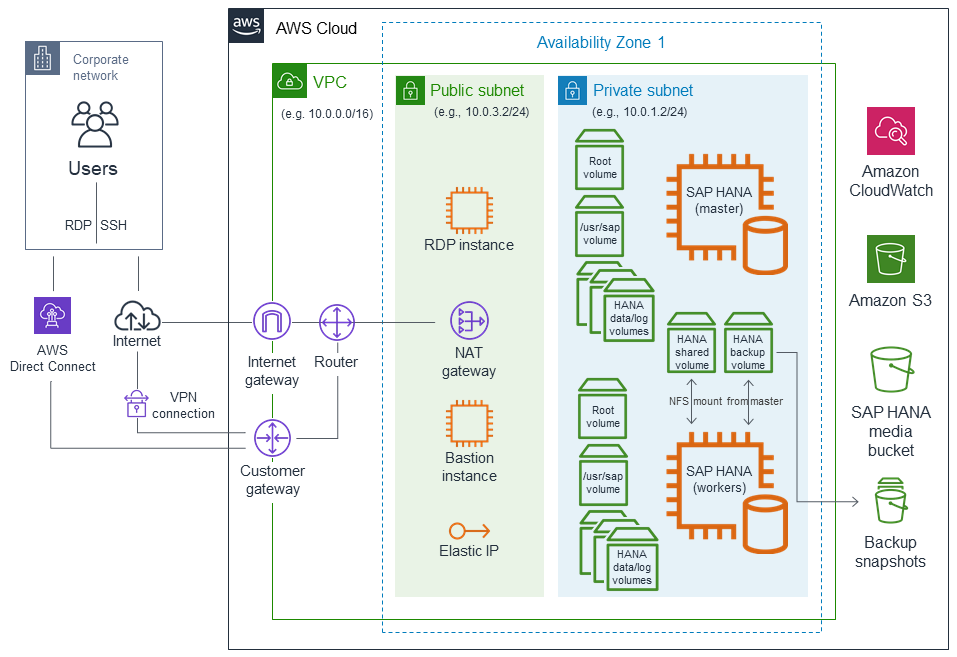 aws
AWS Cloud
Availability Zone 1
Corporate
network
Users
RDP
SSH
VPC
(e.g. 10.0.0.0/16)
Public subnet
(e.g., 10.0.3.2/24)
Private subnet
(e.g., 10.0.1.2/24)
Root
volume
/usr/sap
volume
HANA
data/log
volumes
SAP HANA
(master)
RDP instance
AWS
Direct Connect
Internet
VPN
connection
Internet
gateway
Router
Customer
gateway
NAT
gateway
Bastion
instance
Elastic IP
HANA
shared
volume
HANA
backup
volume
NFS mount from master
Root
volume
/usr/sap
volume
HANA
data/log
volumes
SAP HANA
(workers)
Amazon
CloudWatch
Amazon S3
SAP HANA
media
bucket
Backup
snapshots